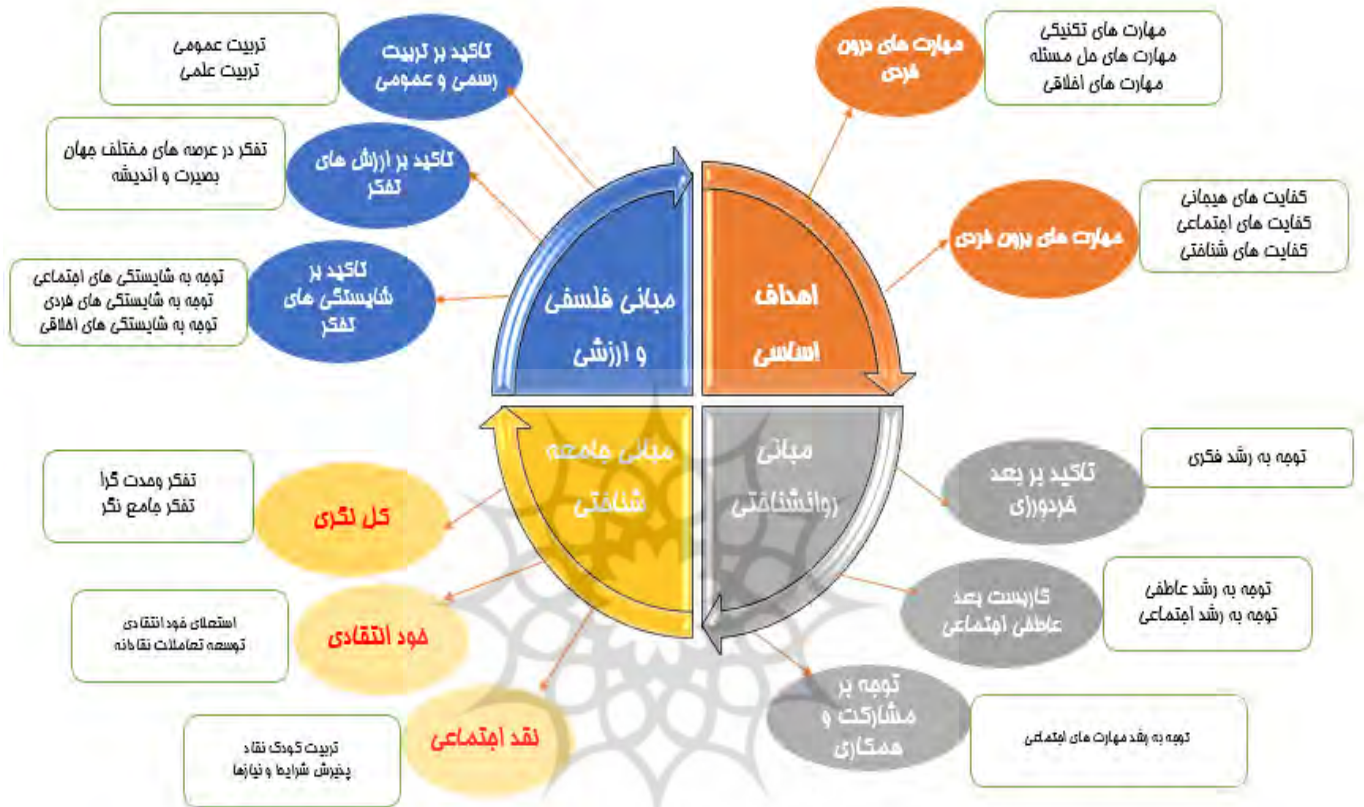 مهارت های تکنیکی
مهارت های حل مسئله
مهارت های اخلاقی
مهارت های درون
فردی
تاکید بر تربیت
رسمی و عمومی
تربیت عمومی
تربیت علمی
تاکید بر ارزش های
تفکر
تفکر در عرصه های مختلف جهان
بصیرت و اندیشه
کفایت های هیجانی
کفایت های اجتماعی
کفایت های شناختی
مهارت های برون فردی
تاکید بر
شایستگی های
تفکر
توجه به شایستگی های اجتماعی
توجه به شایستگی های فردی
توجه به شایستگی های اخلاقی
اهداف
اساسی
مبانی فلسفی
و ارزشی
مبانی
روانشناختی
مبانی جامعه
شناختی
توجه به رشد فکری
تاکید بر بعد
خردورزی
کل نگری
تفکر وحدت گرا
تفکر جامع نگر
توجه به رشد عاطفی
توجه به رشد اجتماعی
کاربست بعد
عاطفی اجتماعی
خود انتقادی
استعلای خود انتقادی
توسعه تعاملات نقادانه
توجه به رشد مهارت های اجتماعی
توجه بر
مشارکت و
همکاری
نقد اجتماعی
تربیت کودک نقاد
پذیرش شرایط و نیازها